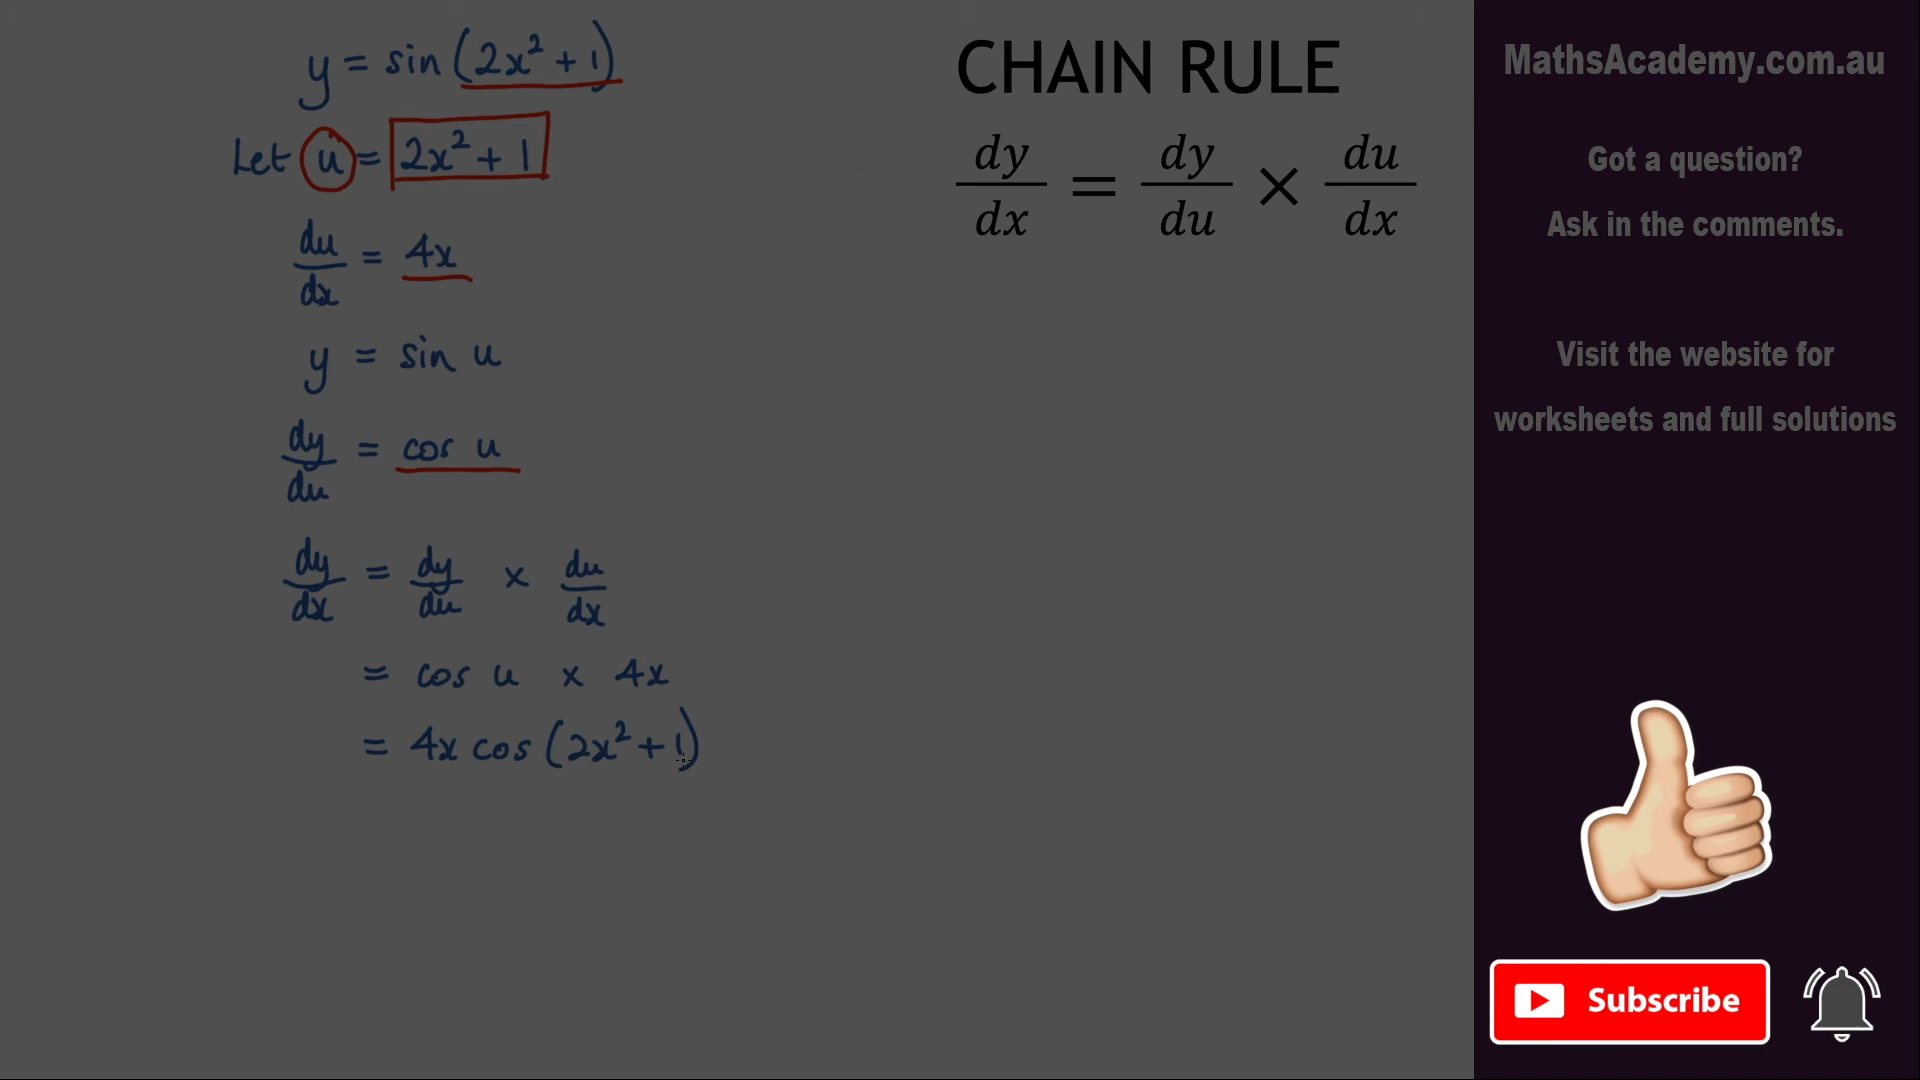 y = sin (2x² + 1)
Let u = 2x² + 1
du/dx = 4x
y = sin u
dy/du = cos u
dy/dx = dy/du × du/dx
= cos u × 4x
= 4x cos (2x² + 1)
CHAIN RULE
dy/dx = dy/du × du/dx
MathsAcademy.com.au
Got a question?
Ask in the comments.
Visit the website for
worksheets and full solutions
Subscribe